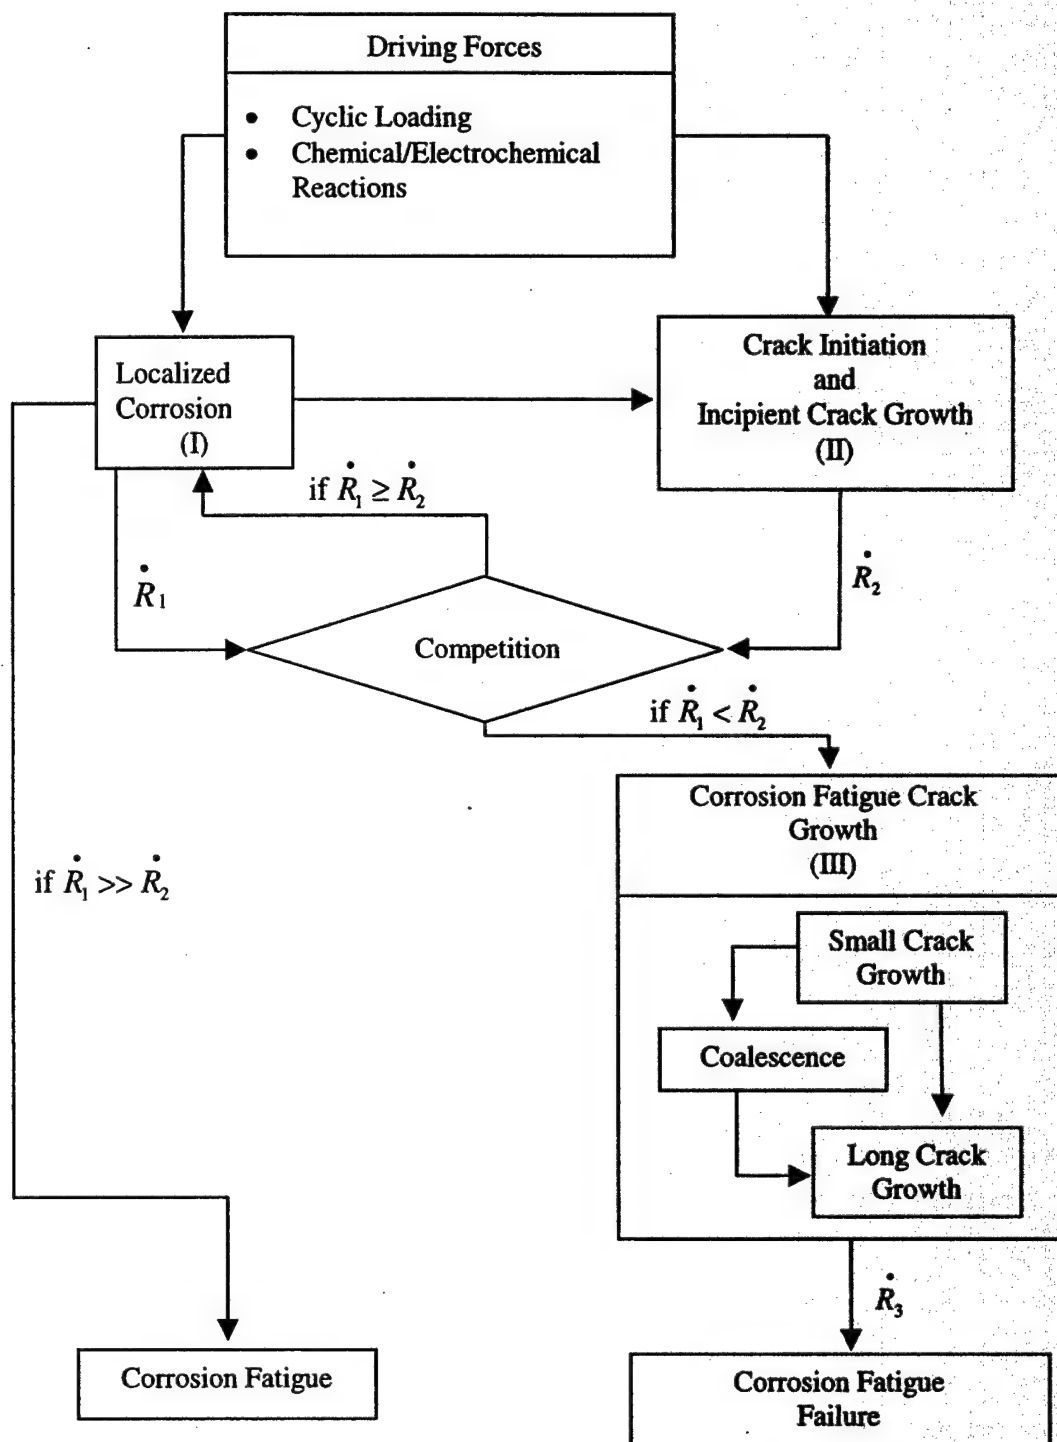 Driving Forces
• Cyclic Loading
• Chemical/Electrochemical
Reactions
Localized
Corrosion
(I)
Crack Initiation
and
Incipient Crack Growth
(II)
if Ṙ₁ ≥ Ṙ₂
Ṙ₁
Ṙ₂
Competition
if Ṙ₁ < Ṙ₂
Corrosion Fatigue Crack
Growth
(III)
if Ṙ₁ >> Ṙ₂
Small Crack
Growth
Coalescence
Long Crack
Growth
Ṙ₃
Corrosion Fatigue
Corrosion Fatigue
Failure